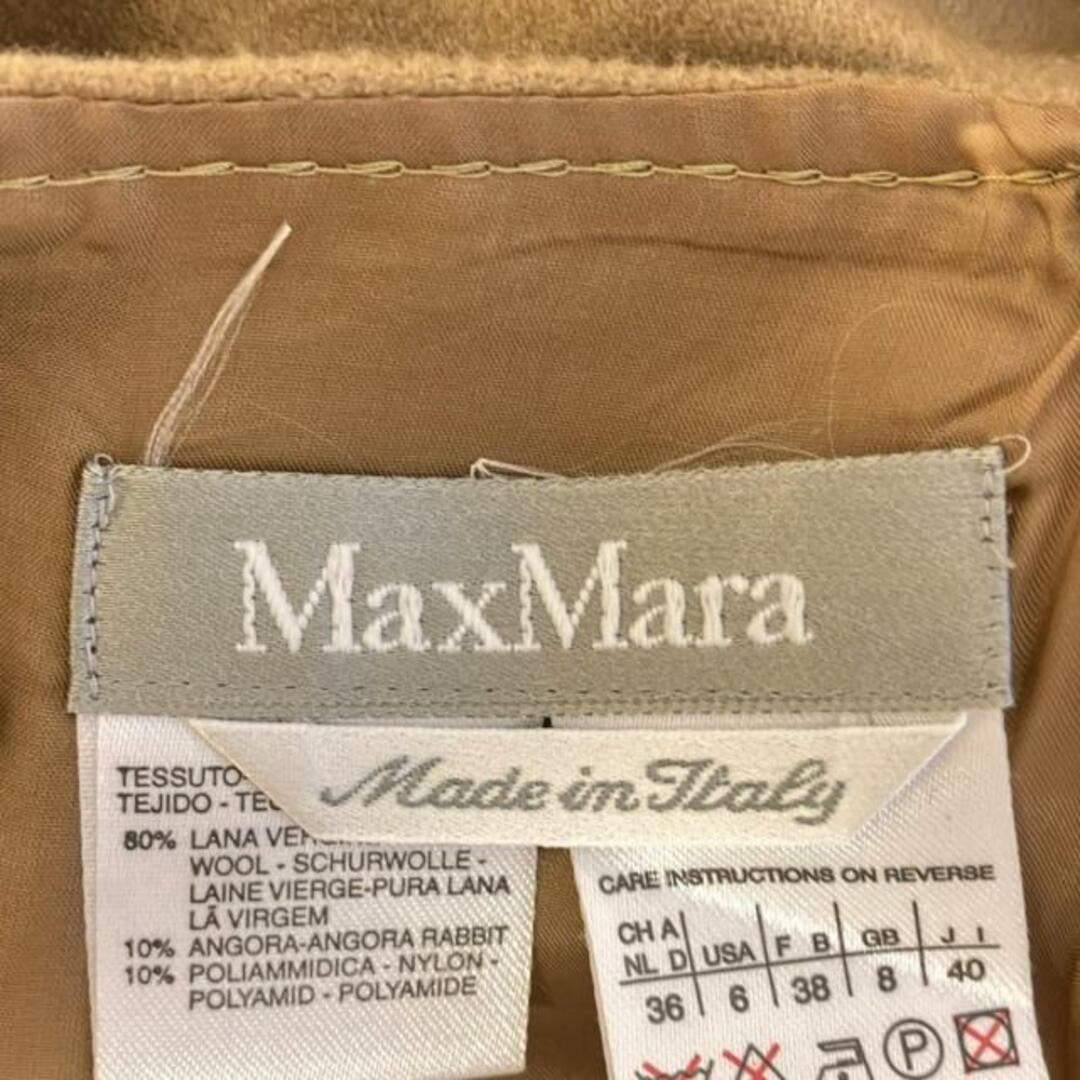 MaxMara
Made in Italy
TESSUTO-
TEJIDO -
80% LANA
WOOL - SCHURWOLLE -
LAINE VIERGE-PURA LANA
LÃ VIRGEM
10% ANGORA-ANGORA RABBIT
10% POLIAMMIDICA - NYLON -
POLYAMID - POLYAMIDE
CARE INSTRUCTIONS ON REVERSE
CH A USA F B GB J I
NL D
36 6 38 8 40
P